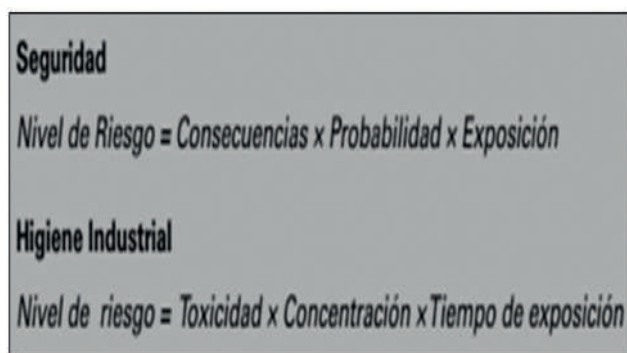 Seguridad
Nivel de Riesgo = Consecuencias x Probabilidad x Exposición
Higiene Industrial
Nivel de riesgo = Toxicidad x Concentración x Tiempo de exposición